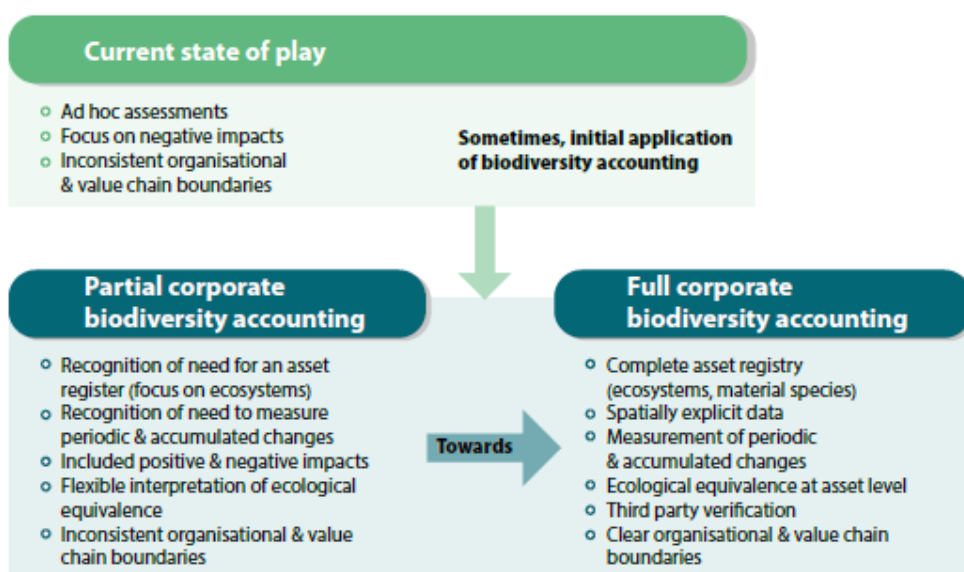 Current state of play
Ad hoc assessments
Focus on negative impacts
Inconsistent organisational
& value chain boundaries
Sometimes, initial application
of biodiversity accounting
Partial corporate
biodiversity accounting
Recognition of need for an asset
register (focus on ecosystems)
Recognition of need to measure
periodic & accumulated changes
Included positive & negative impacts
Flexible interpretation of ecological
equivalence
Inconsistent organisational & value
chain boundaries
Towards
Full corporate
biodiversity accounting
Complete asset registry
(ecosystems, material species)
Spatially explicit data
Measurement of periodic
& accumulated changes
Ecological equivalence at asset level
Third party verification
Clear organisational & value chain
boundaries